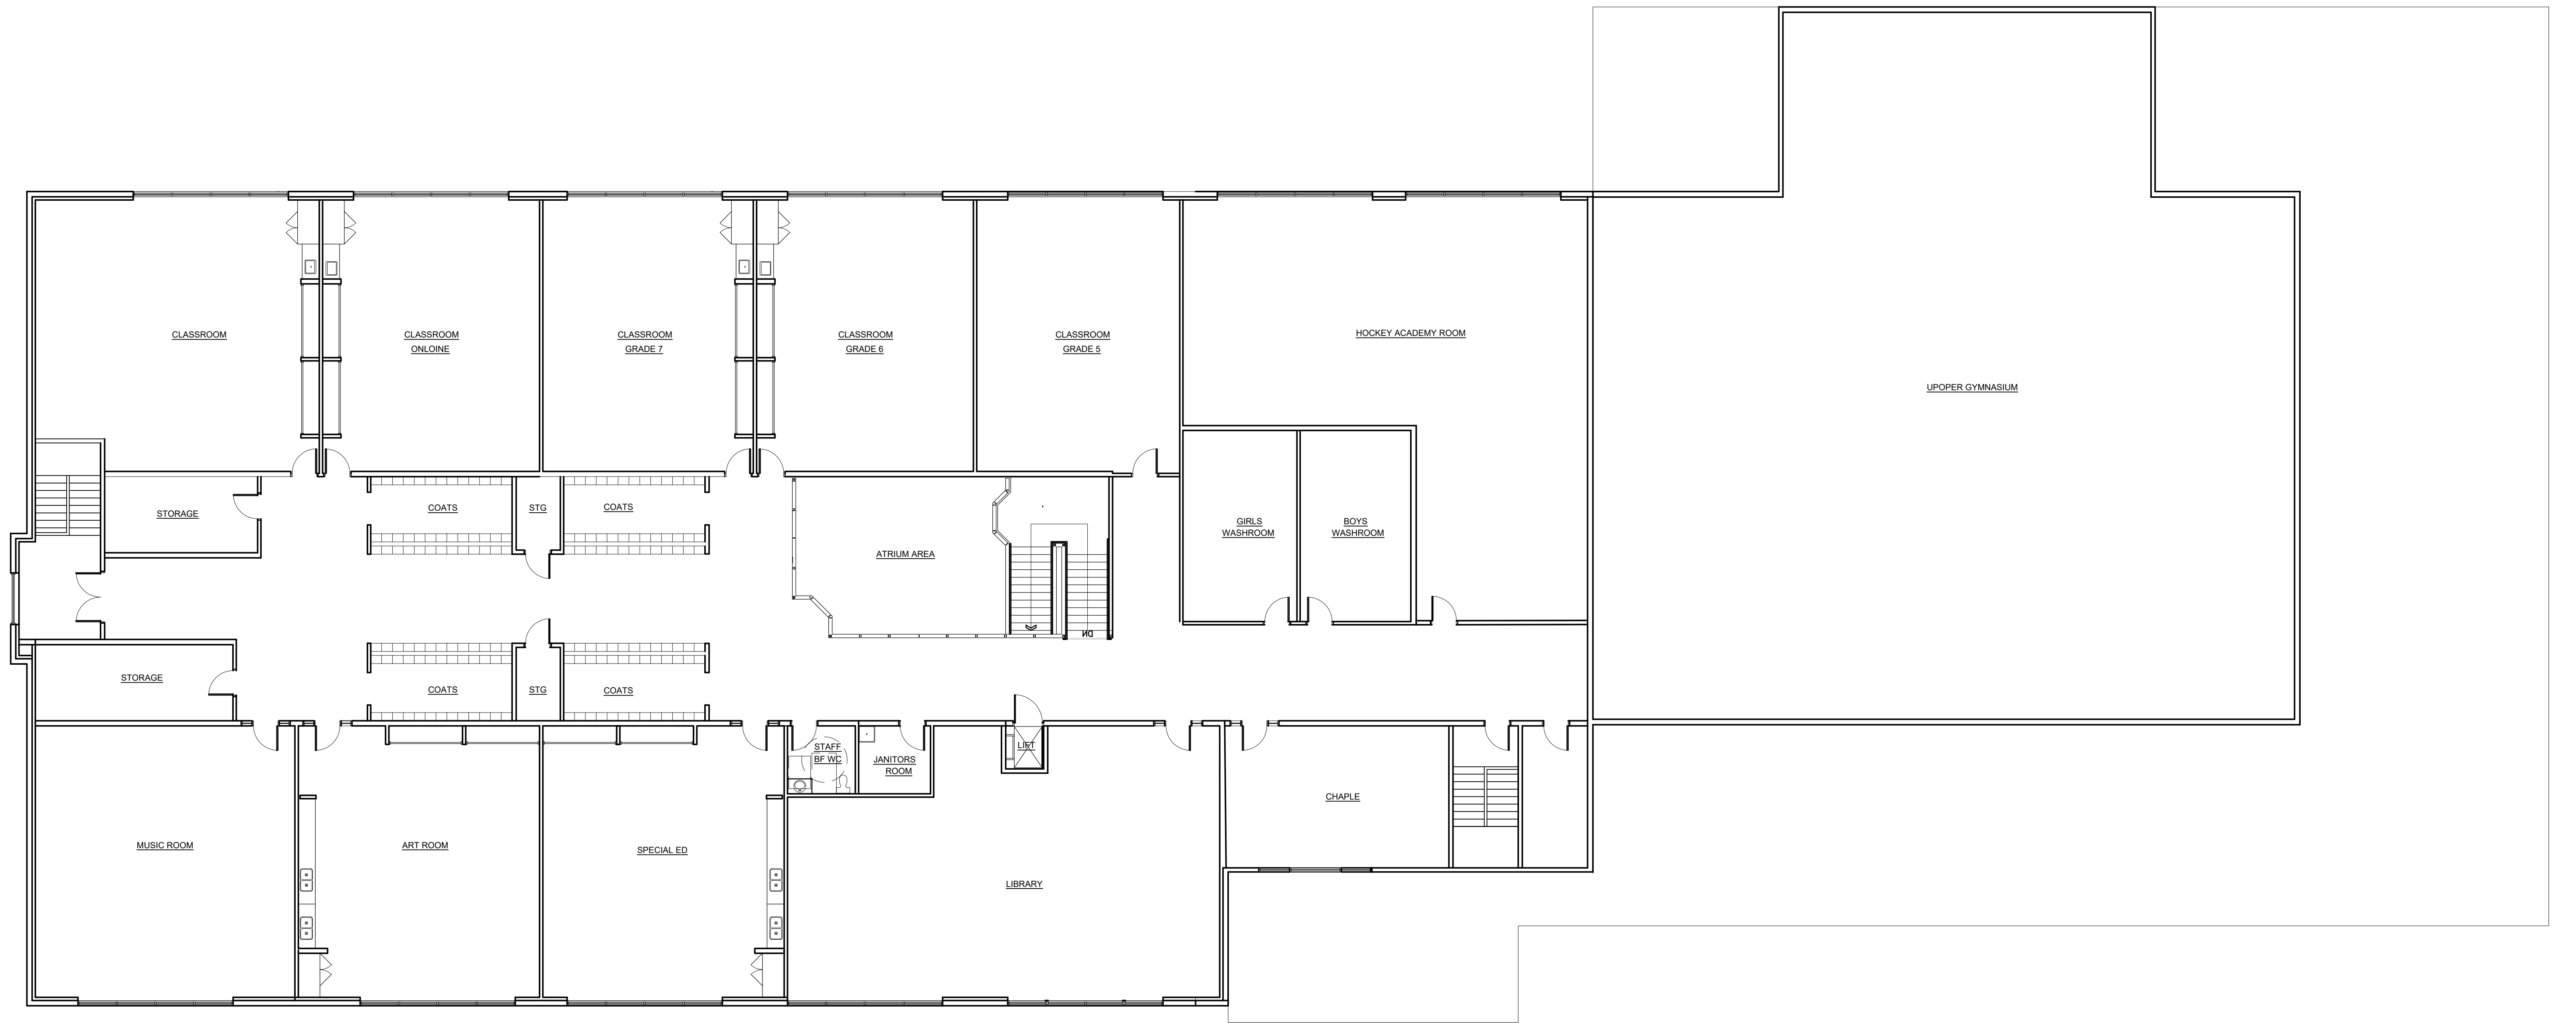 CLASSROOM
CLASSROOM
ONLOINE
CLASSROOM
GRADE 7
CLASSROOM
GRADE 6
CLASSROOM
GRADE 5
HOCKEY ACADEMY ROOM
UPOPER GYMNASIUM
STORAGE
COATS
STG
COATS
ATRIUM AREA
DN
GIRLS
WASHROOM
BOYS
WASHROOM
STORAGE
COATS
STG
COATS
STAFF
BF WC
JANITORS
ROOM
LIFT
CHAPLE
MUSIC ROOM
ART ROOM
SPECIAL ED
LIBRARY